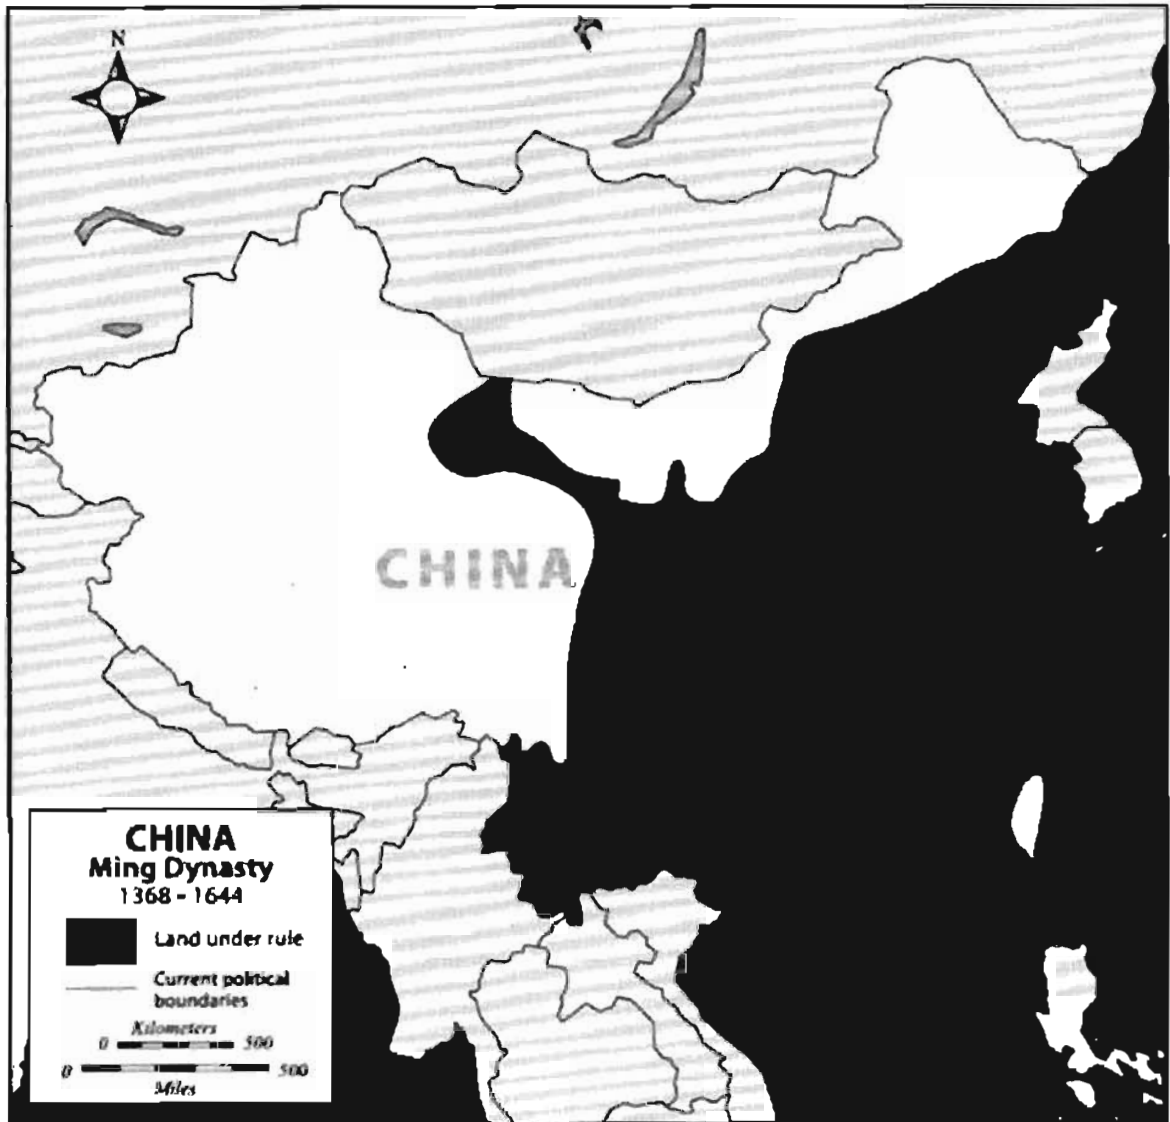 N
CHINA
CHINA
Ming Dynasty
1368 - 1644
Land under rule
Current political
boundaries
Kilometers
0 500
0 500
Miles